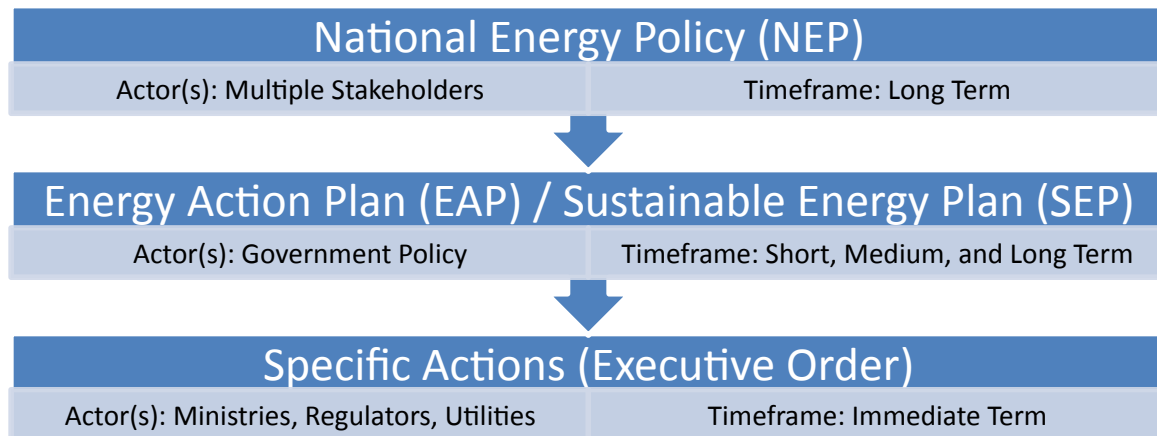 National Energy Policy (NEP)
Actor(s): Multiple Stakeholders
Timeframe: Long Term
Energy Action Plan (EAP) / Sustainable Energy Plan (SEP)
Actor(s): Government Policy
Timeframe: Short, Medium, and Long Term
Specific Actions (Executive Order)
Actor(s): Ministries, Regulators, Utilities
Timeframe: Immediate Term